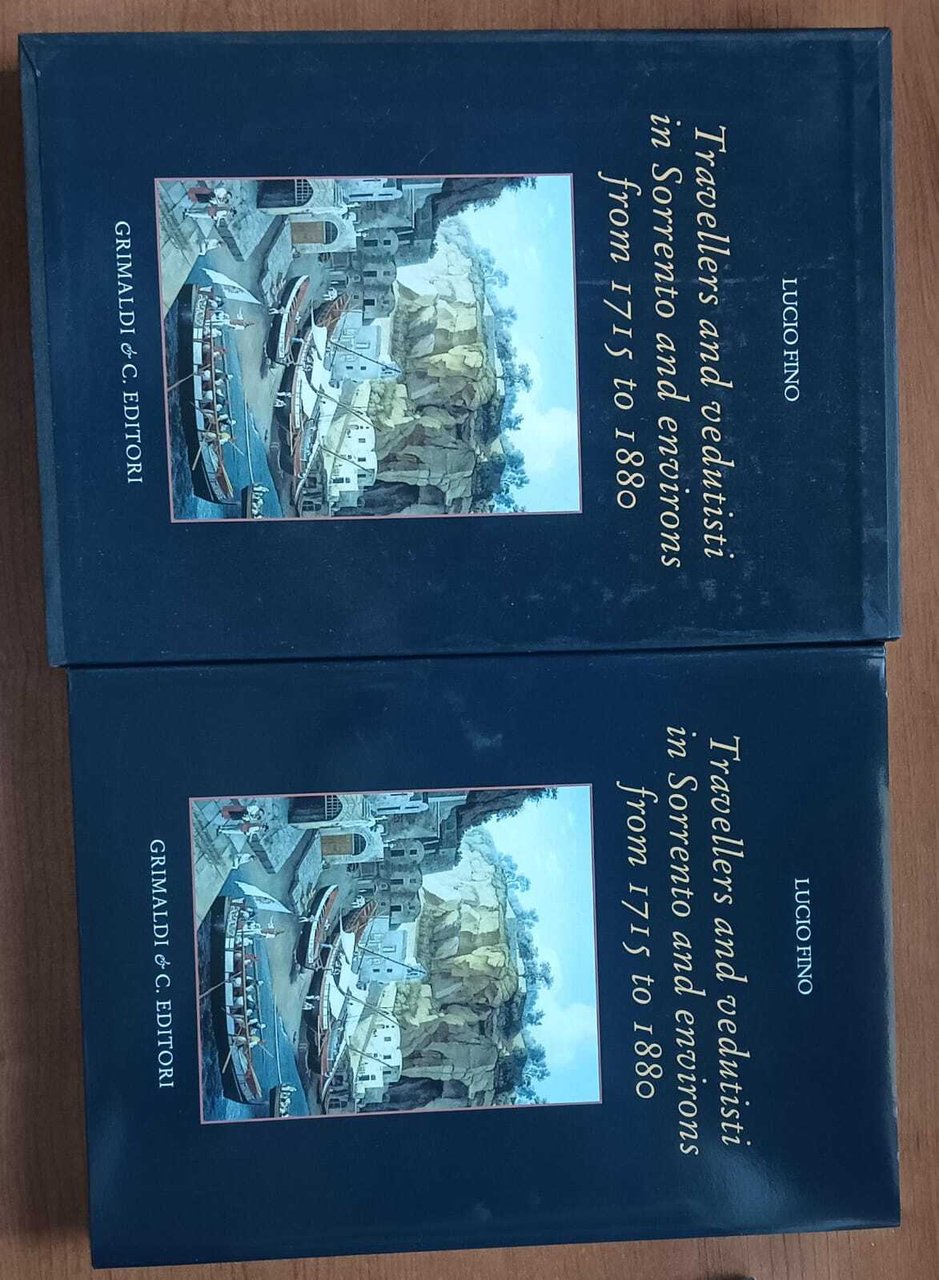 LUCIO FINO
Travellers and vedutisti
in Sorrento and environs
from 1715 to 1880
GRIMALDI & C. EDITORI
LUCIO FINO
Travellers and vedutisti
in Sorrento and environs
from 1715 to 1880
GRIMALDI & C. EDITORI